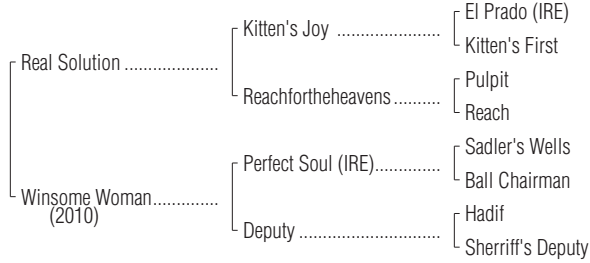 El Prado (IRE)
Kitten's Joy ..................
Kitten's First
Real Solution ....................
Pulpit
Reachfortheheavens..........
Reach
Sadler's Wells
Perfect Soul (IRE)..............
Ball Chairman
Winsome Woman..............
(2010)
Hadif
Deputy ..............................
Sherriff's Deputy